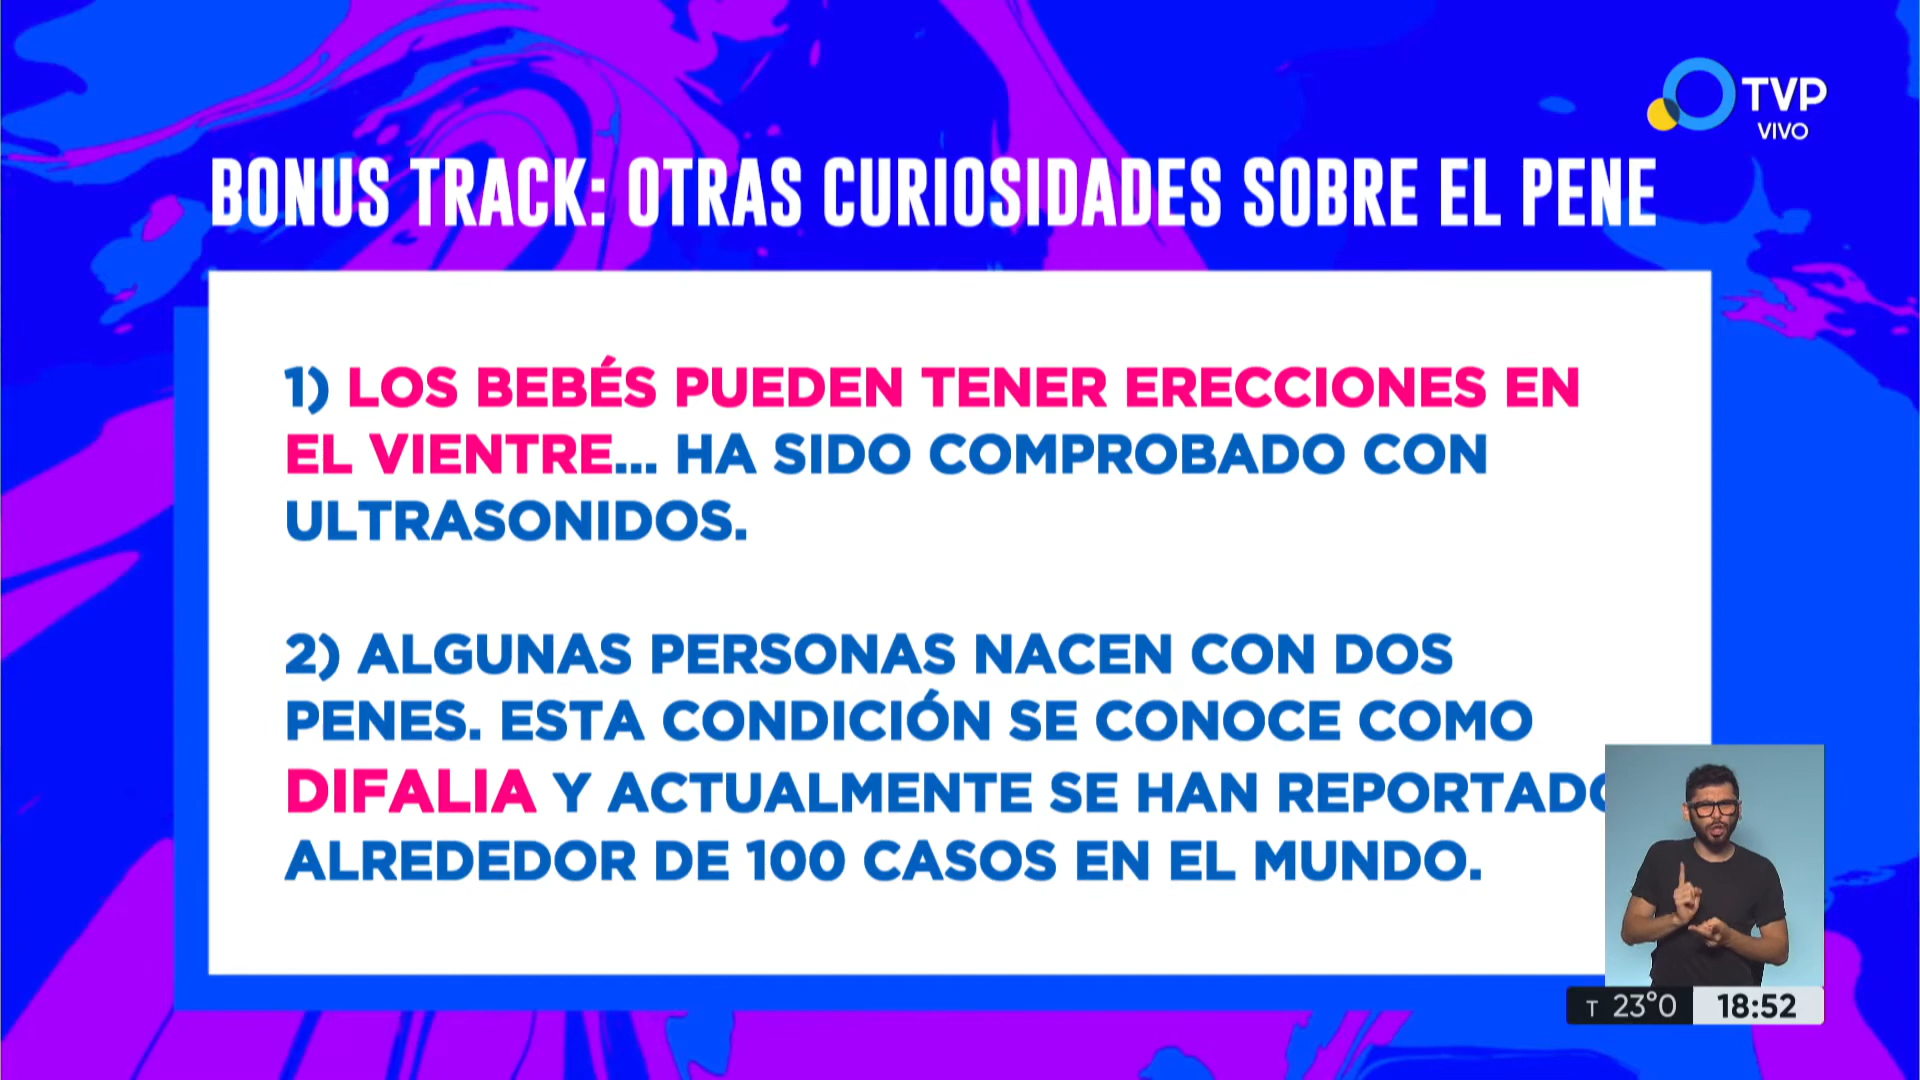 TVP
VIVO
BONUS TRACK: OTRAS CURIOSIDADES SOBRE EL PENE
1) LOS BEBÉS PUEDEN TENER ERECCIONES EN
EL VIENTRE... HA SIDO COMPROBADO CON
ULTRASONIDOS.
2) ALGUNAS PERSONAS NACEN CON DOS
PENES. ESTA CONDICIÓN SE CONOCE COMO
DIFALIA Y ACTUALMENTE SE HAN REPORTADO
ALREDEDOR DE 100 CASOS EN EL MUNDO.
T 23°0 18:52